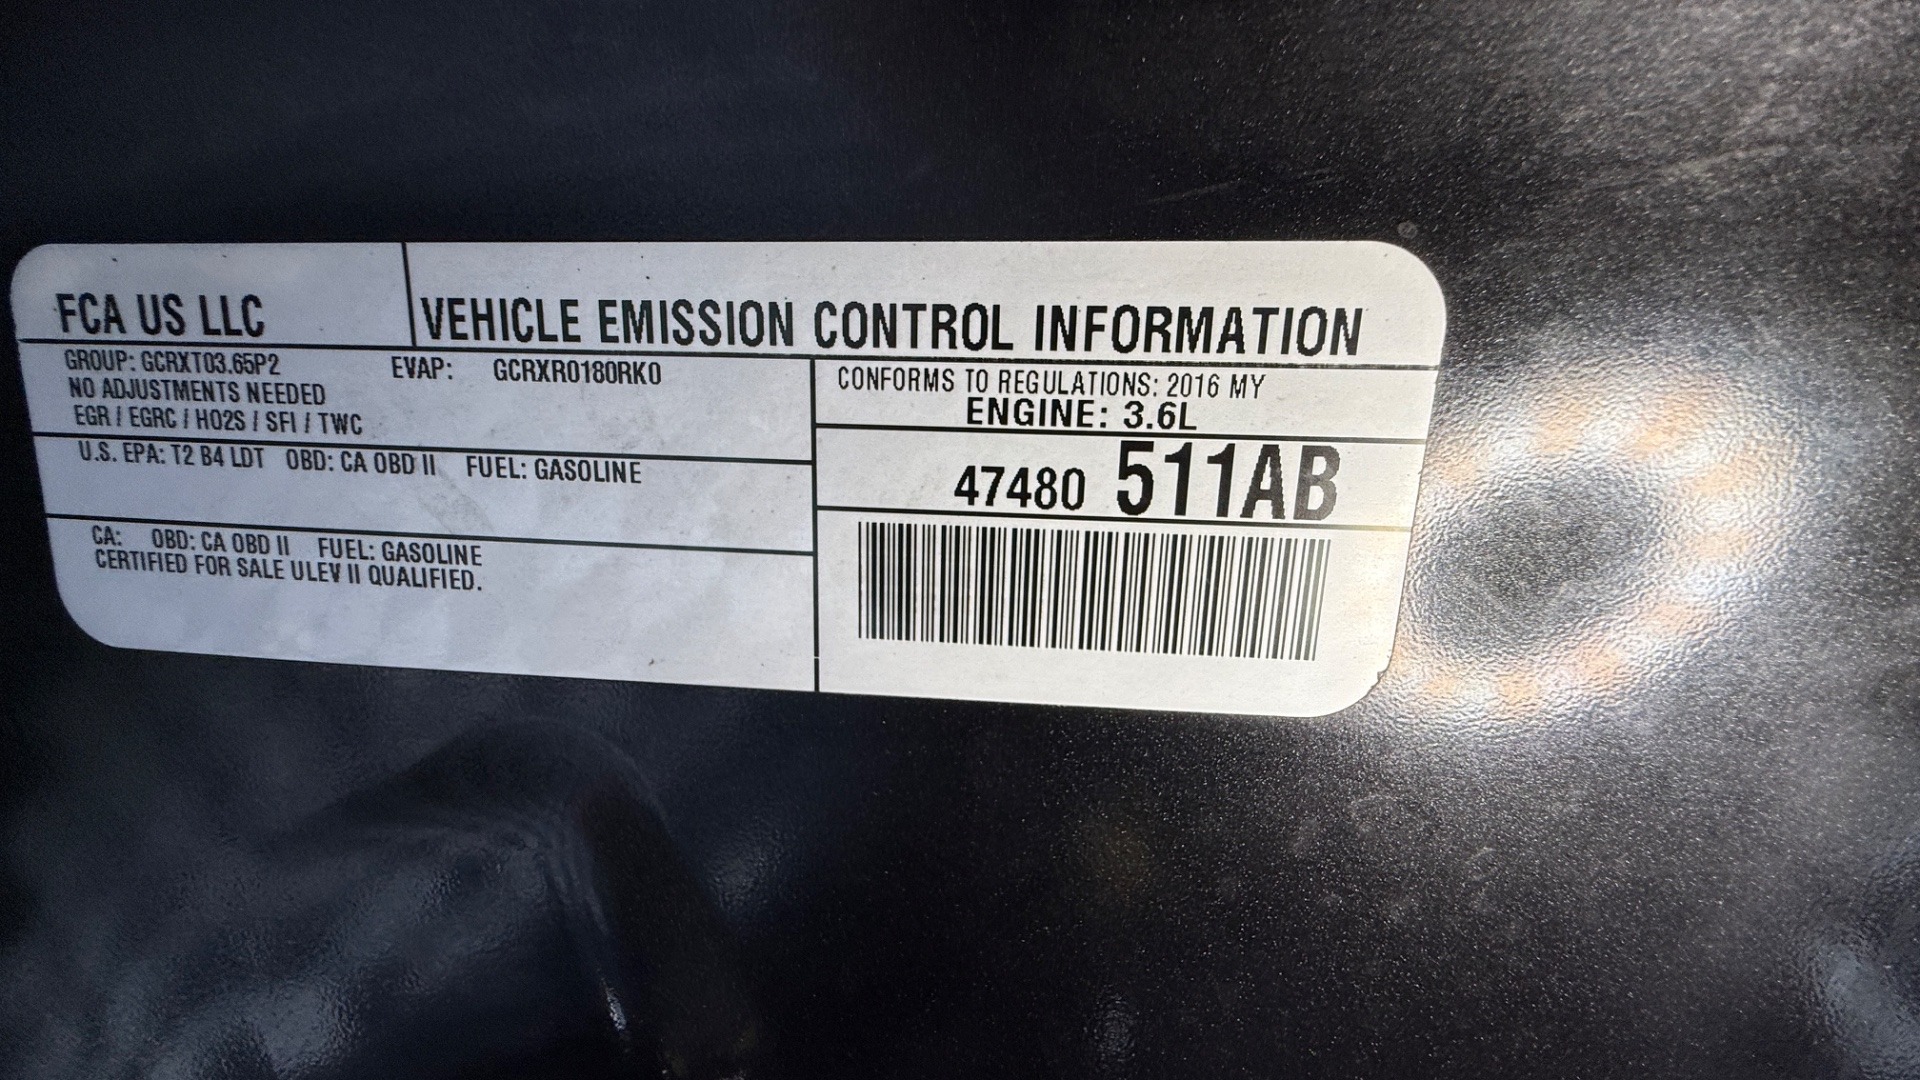 FCA US LLC
VEHICLE EMISSION CONTROL INFORMATION
GROUP: GCRXT03.65P2 EVAP: GCRXR0180RK0
NO ADJUSTMENTS NEEDED
EGR / EGRC / HO2S / SFI / TWC
U.S. EPA: T2 B4 LDT OBD: CA OBD II FUEL: GASOLINE
CA: OBD: CA OBD II FUEL: GASOLINE
CERTIFIED FOR SALE ULEV II QUALIFIED.
CONFORMS TO REGULATIONS: 2016 MY
ENGINE: 3.6L
47480 511AB